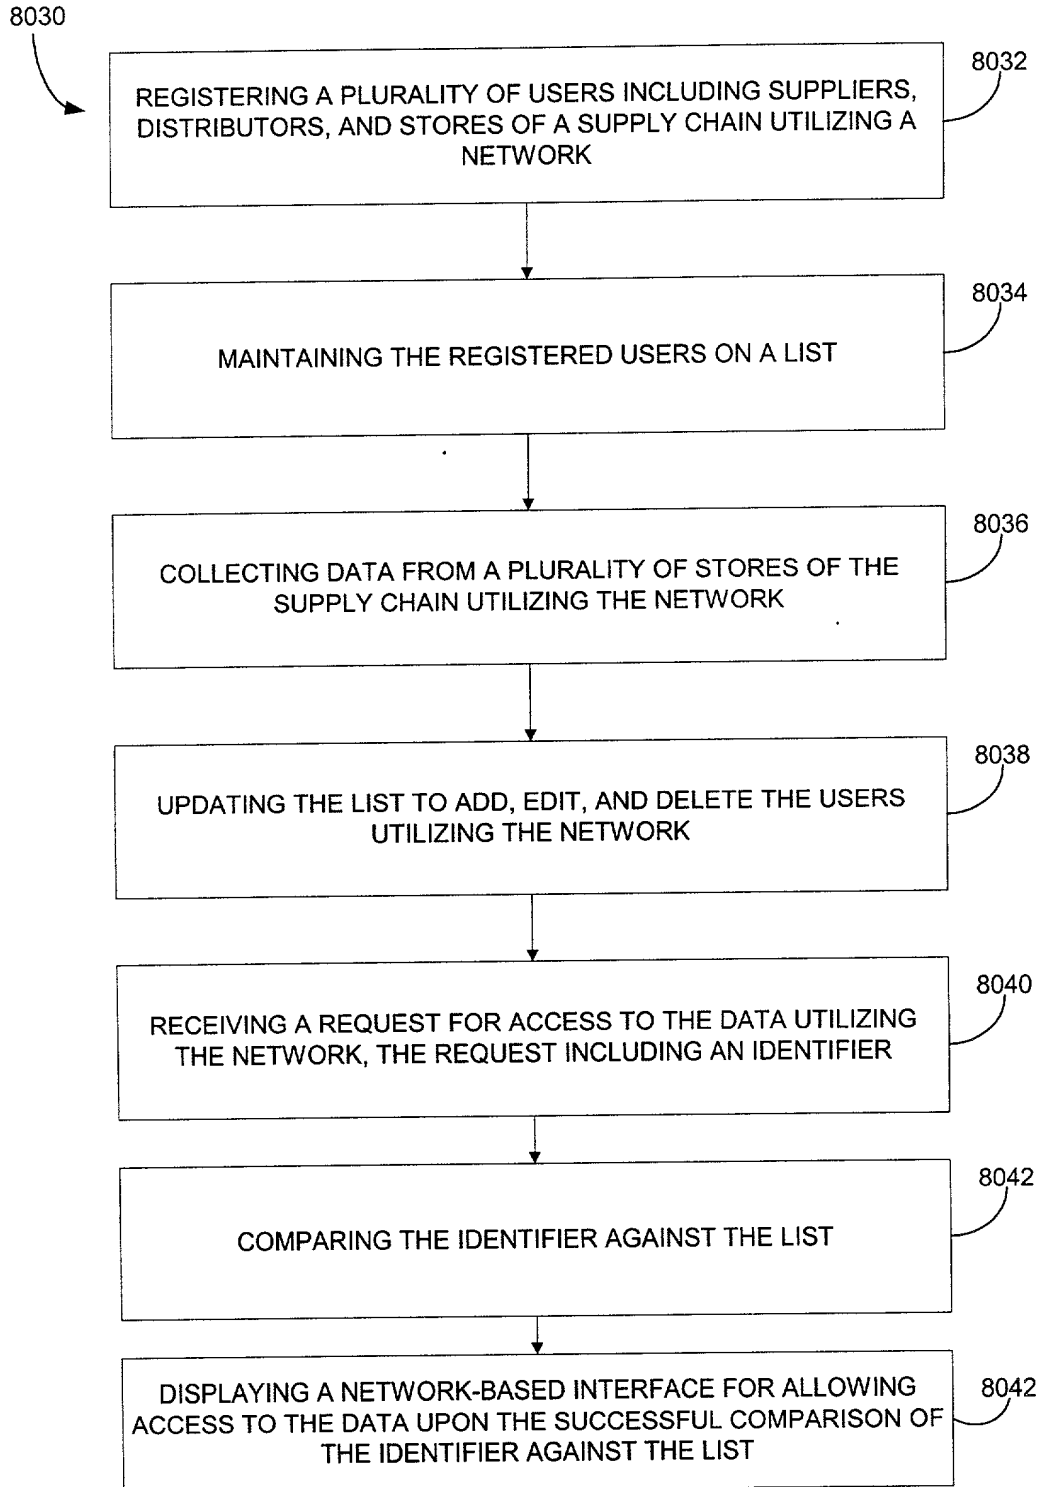 8030
8032
REGISTERING A PLURALITY OF USERS INCLUDING SUPPLIERS,
DISTRIBUTORS, AND STORES OF A SUPPLY CHAIN UTILIZING A
NETWORK
8034
MAINTAINING THE REGISTERED USERS ON A LIST
8036
COLLECTING DATA FROM A PLURALITY OF STORES OF THE
SUPPLY CHAIN UTILIZING THE NETWORK
8038
UPDATING THE LIST TO ADD, EDIT, AND DELETE THE USERS
UTILIZING THE NETWORK
8040
RECEIVING A REQUEST FOR ACCESS TO THE DATA UTILIZING
THE NETWORK, THE REQUEST INCLUDING AN IDENTIFIER
8042
COMPARING THE IDENTIFIER AGAINST THE LIST
8042
DISPLAYING A NETWORK-BASED INTERFACE FOR ALLOWING
ACCESS TO THE DATA UPON THE SUCCESSFUL COMPARISON OF
THE IDENTIFIER AGAINST THE LIST